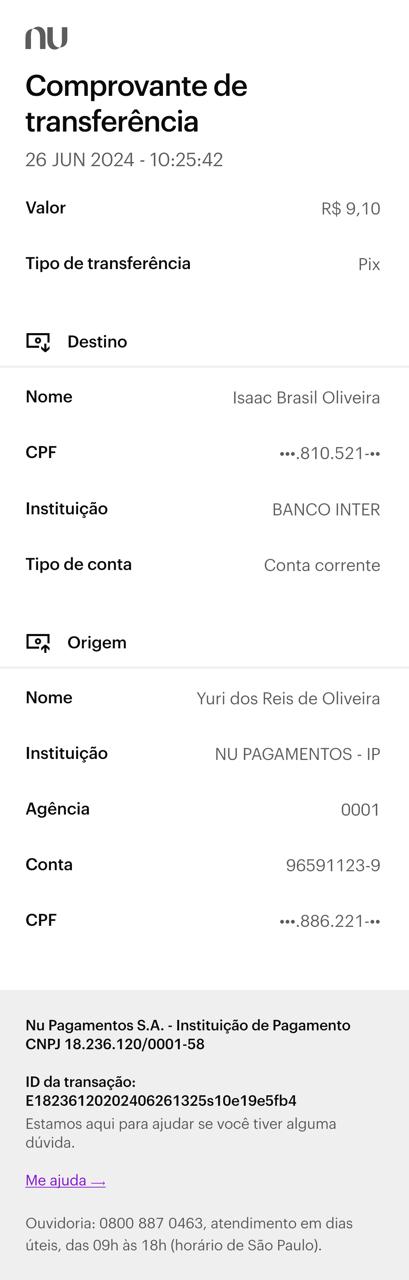 nu
Comprovante de
transferência
26 JUN 2024 - 10:25:42
Valor R$ 9,10
Tipo de transferência Pix
Destino
Nome Isaac Brasil Oliveira
CPF •••.810.521-••
Instituição BANCO INTER
Tipo de conta Conta corrente
Origem
Nome Yuri dos Reis de Oliveira
Instituição NU PAGAMENTOS - IP
Agência 0001
Conta 96591123-9
CPF •••.886.221-••
Nu Pagamentos S.A. - Instituição de Pagamento
CNPJ 18.236.120/0001-58
ID da transação:
E18236120202406261325s10e19e5fb4
Estamos aqui para ajudar se você tiver alguma
dúvida.
Me ajuda →
Ouvidoria: 0800 887 0463, atendimento em dias
úteis, das 09h às 18h (horário de São Paulo).